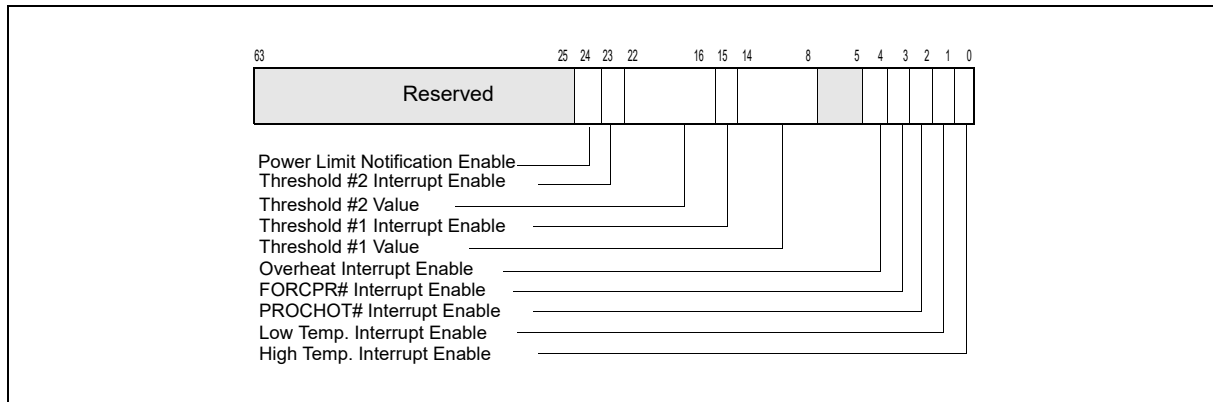 63 25 24 23 22 16 15 14 8 5 4 3 2 1 0
Reserved
Power Limit Notification Enable
Threshold #2 Interrupt Enable
Threshold #2 Value
Threshold #1 Interrupt Enable
Threshold #1 Value
Overheat Interrupt Enable
FORCPR# Interrupt Enable
PROCHOT# Interrupt Enable
Low Temp. Interrupt Enable
High Temp. Interrupt Enable